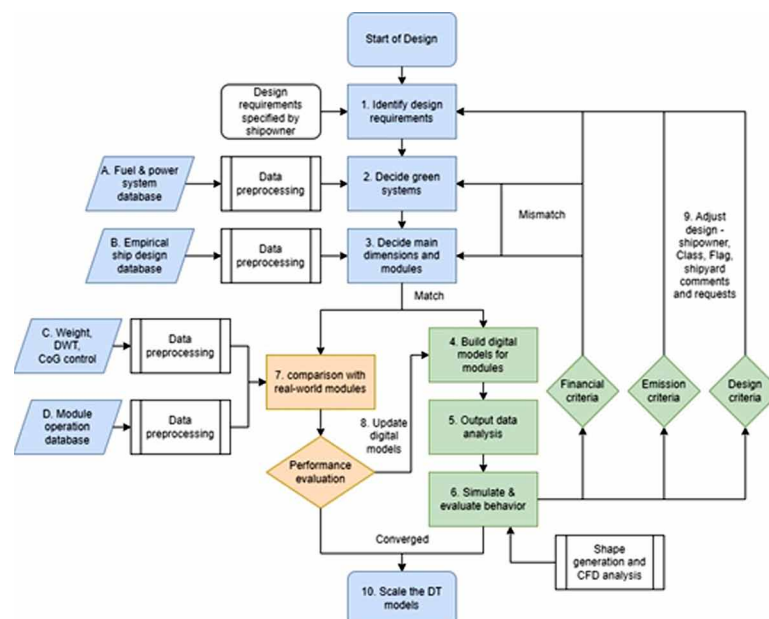 Start of Design
Design
requirements
specified by
shipowner
1. Identify design
requirements
A. Fuel & power
system
database
Data
preprocessing
2. Decide green
systems
Mismatch
9. Adjust
design -
shipowner,
Class, Flag,
shipyard
comments
and requests
B. Empirical
ship design
database
Data
preprocessing
3. Decide main
dimensions and
modules
Match
C. Weight,
DWT,
CoG control
Data
preprocessing
4. Build digital
models for
modules
7. comparison with
real-world modules
Financial
criteria
Emission
criteria
Design
criteria
D. Module
operation
database
Data
preprocessing
8. Update
digital
models
5. Output data
analysis
Performance
evaluation
6. Simulate &
evaluate behavior
Converged
Shape
generation and
CFD analysis
10. Scale the DT
models